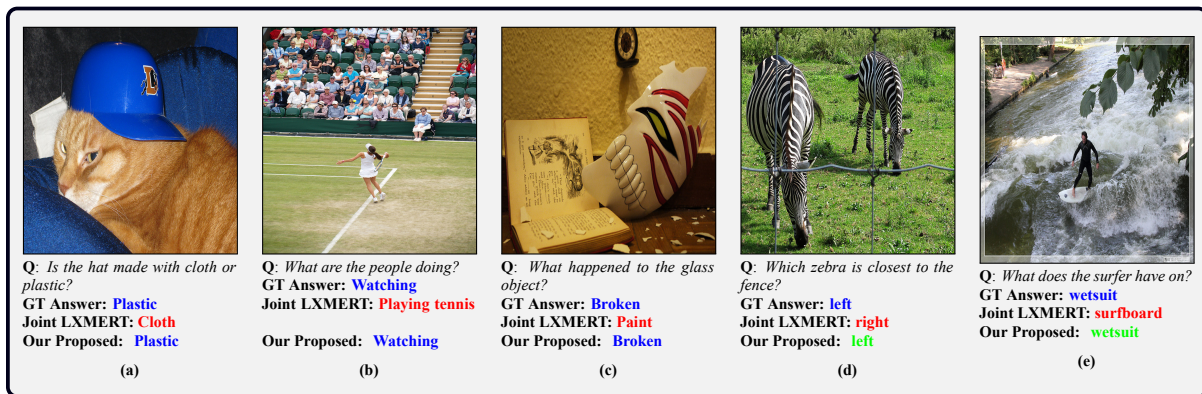 Q: Is the hat made with cloth or
plastic?
GT Answer: Plastic
Joint LXMERT: Cloth
Our Proposed: Plastic
(a)
Q: What are the people doing?
GT Answer: Watching
Joint LXMERT: Playing tennis
Our Proposed: Watching
(b)
Q: What happened to the glass
object?
GT Answer: Broken
Joint LXMERT: Paint
Our Proposed: Broken
(c)
Q: Which zebra is closest to the
fence?
GT Answer: left
Joint LXMERT: right
Our Proposed: left
(d)
Q: What does the surfer have on?
GT Answer: wetsuit
Joint LXMERT: surfboard
Our Proposed: wetsuit
(e)